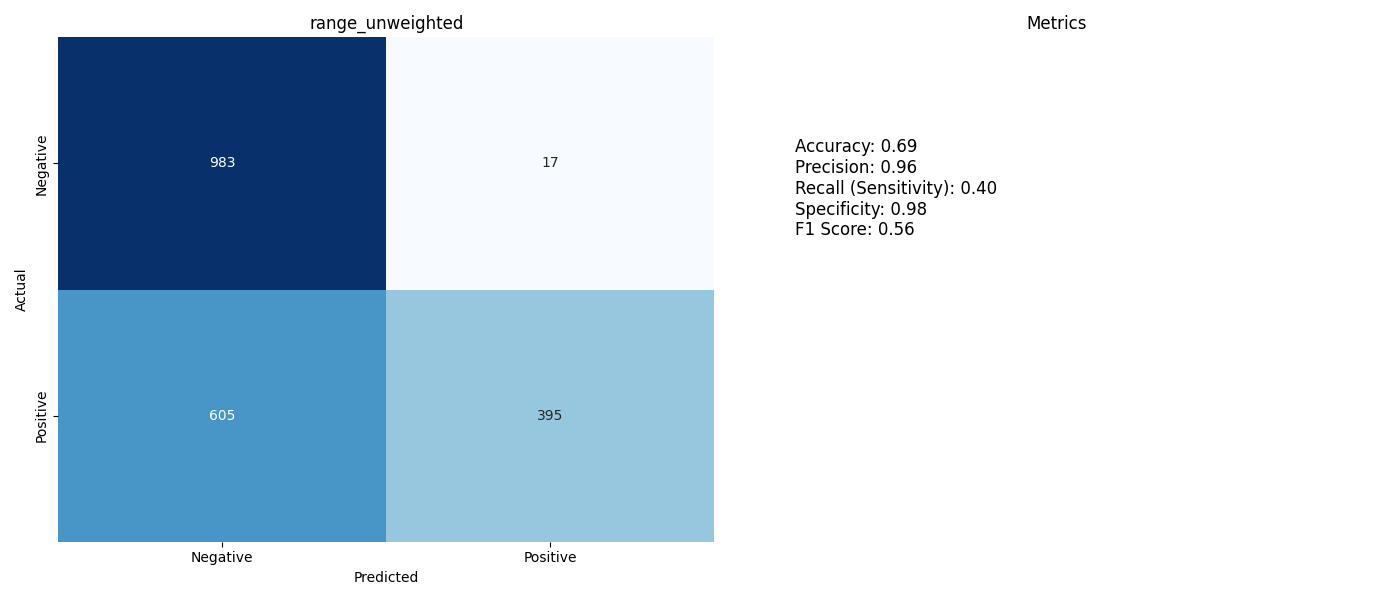 range_unweighted
Negative
983
17
Actual
Positive
605
395
Negative
Positive
Predicted
Metrics
Accuracy: 0.69
Precision: 0.96
Recall (Sensitivity): 0.40
Specificity: 0.98
F1 Score: 0.56